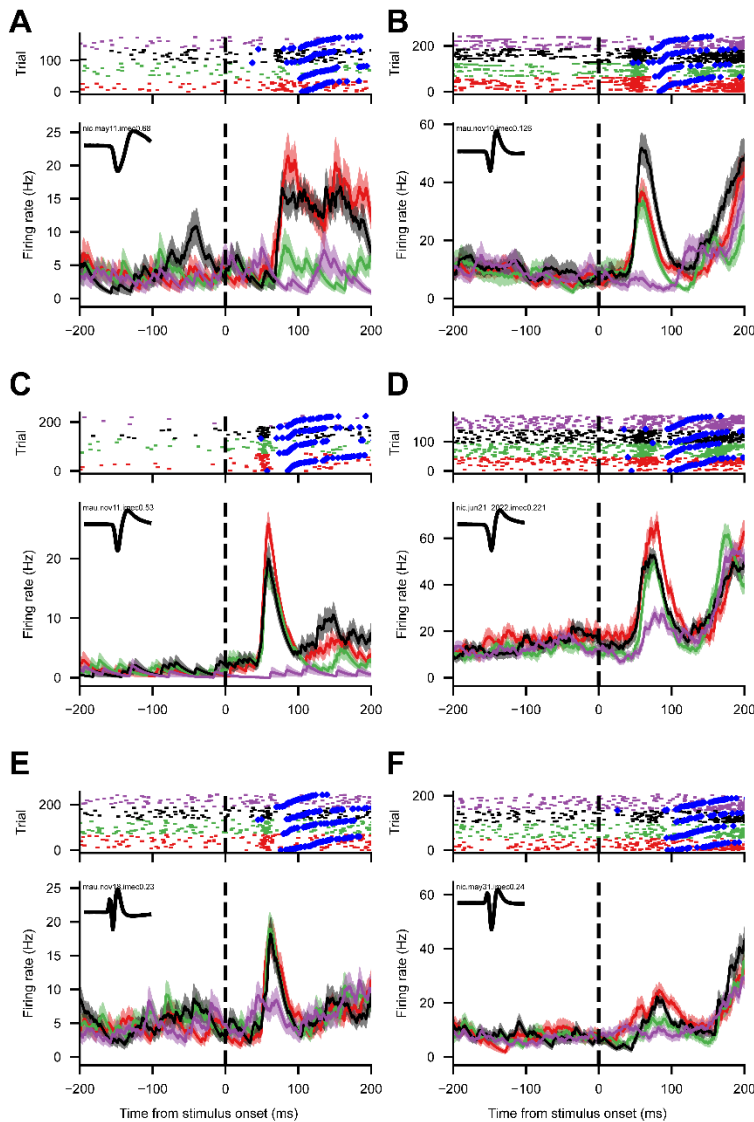 A
B
Trial
100
0
Trial
200
0
nic.may11.imec0.68
mau.nov10.imec0.126
Firing rate (Hz)
25
20
15
10
5
0
Firing rate (Hz)
60
40
20
0
−200 −100 0 100 200
−200 −100 0 100 200
C
D
Trial
200
0
Trial
100
0
mau.nov11.imec0.53
nic.jun21_2022.imec0.221
Firing rate (Hz)
20
10
0
Firing rate (Hz)
60
40
20
0
−200 −100 0 100 200
−200 −100 0 100 200
E
F
Trial
200
0
Trial
200
0
mau.nov18.imec0.23
nic.may31.imec0.24
Firing rate (Hz)
25
20
15
10
5
0
Firing rate (Hz)
60
40
20
0
−200 −100 0 100 200
−200 −100 0 100 200
Time from stimulus onset (ms)
Time from stimulus onset (ms)